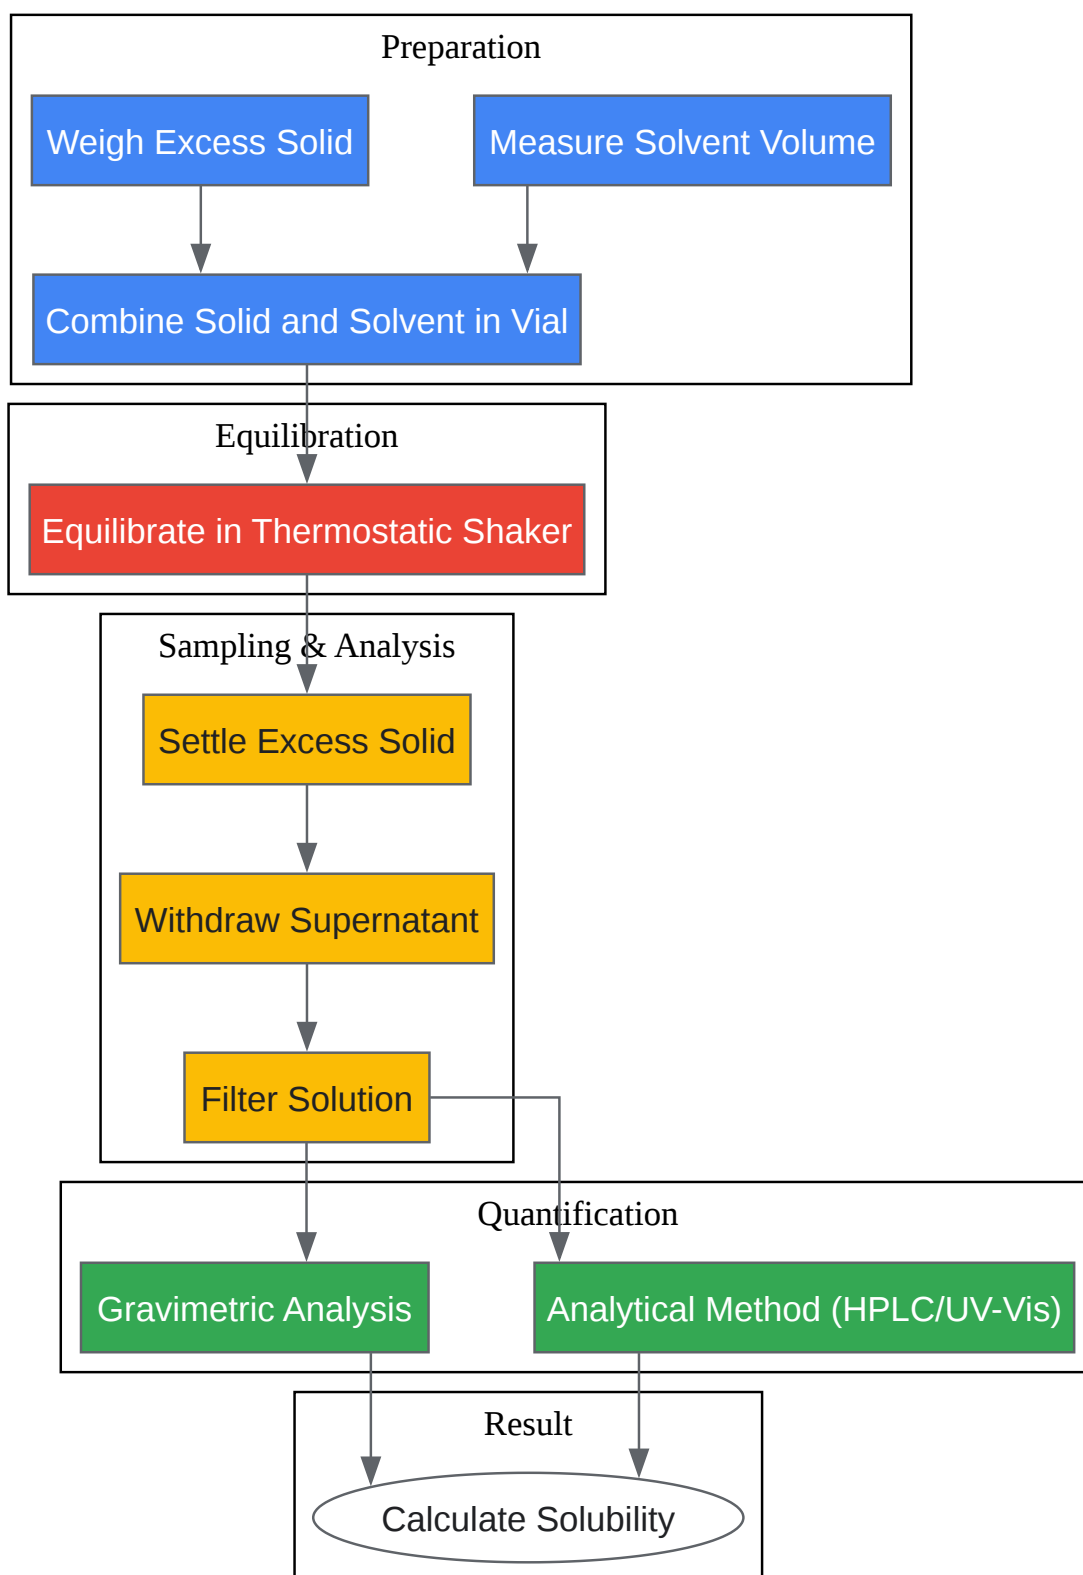 Preparation
Weigh Excess Solid
Measure Solvent Volume
Combine Solid and Solvent in Vial
Equilibration
Equilibrate in Thermostatic Shaker
Sampling & Analysis
Settle Excess Solid
Withdraw Supernatant
Filter Solution
Quantification
Gravimetric Analysis
Analytical Method (HPLC/UV-Vis)
Result
Calculate Solubility